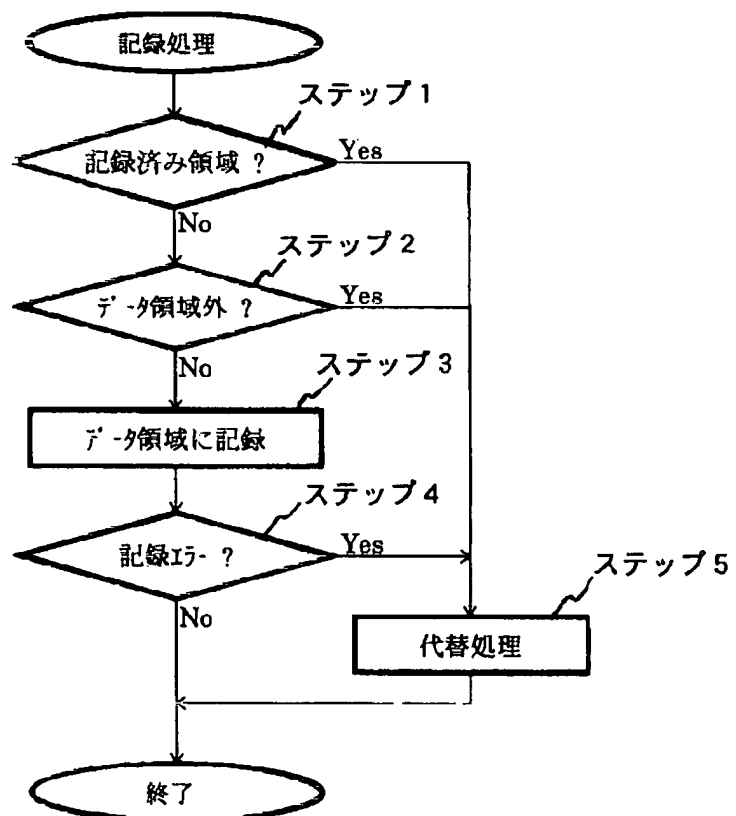 記録処理
ステップ1
記録済み領域 ?
Yes
No
ステップ2
データ領域外 ?
Yes
No
ステップ3
データ領域に記録
ステップ4
記録エラー ?
Yes
No
ステップ5
代替処理
終了